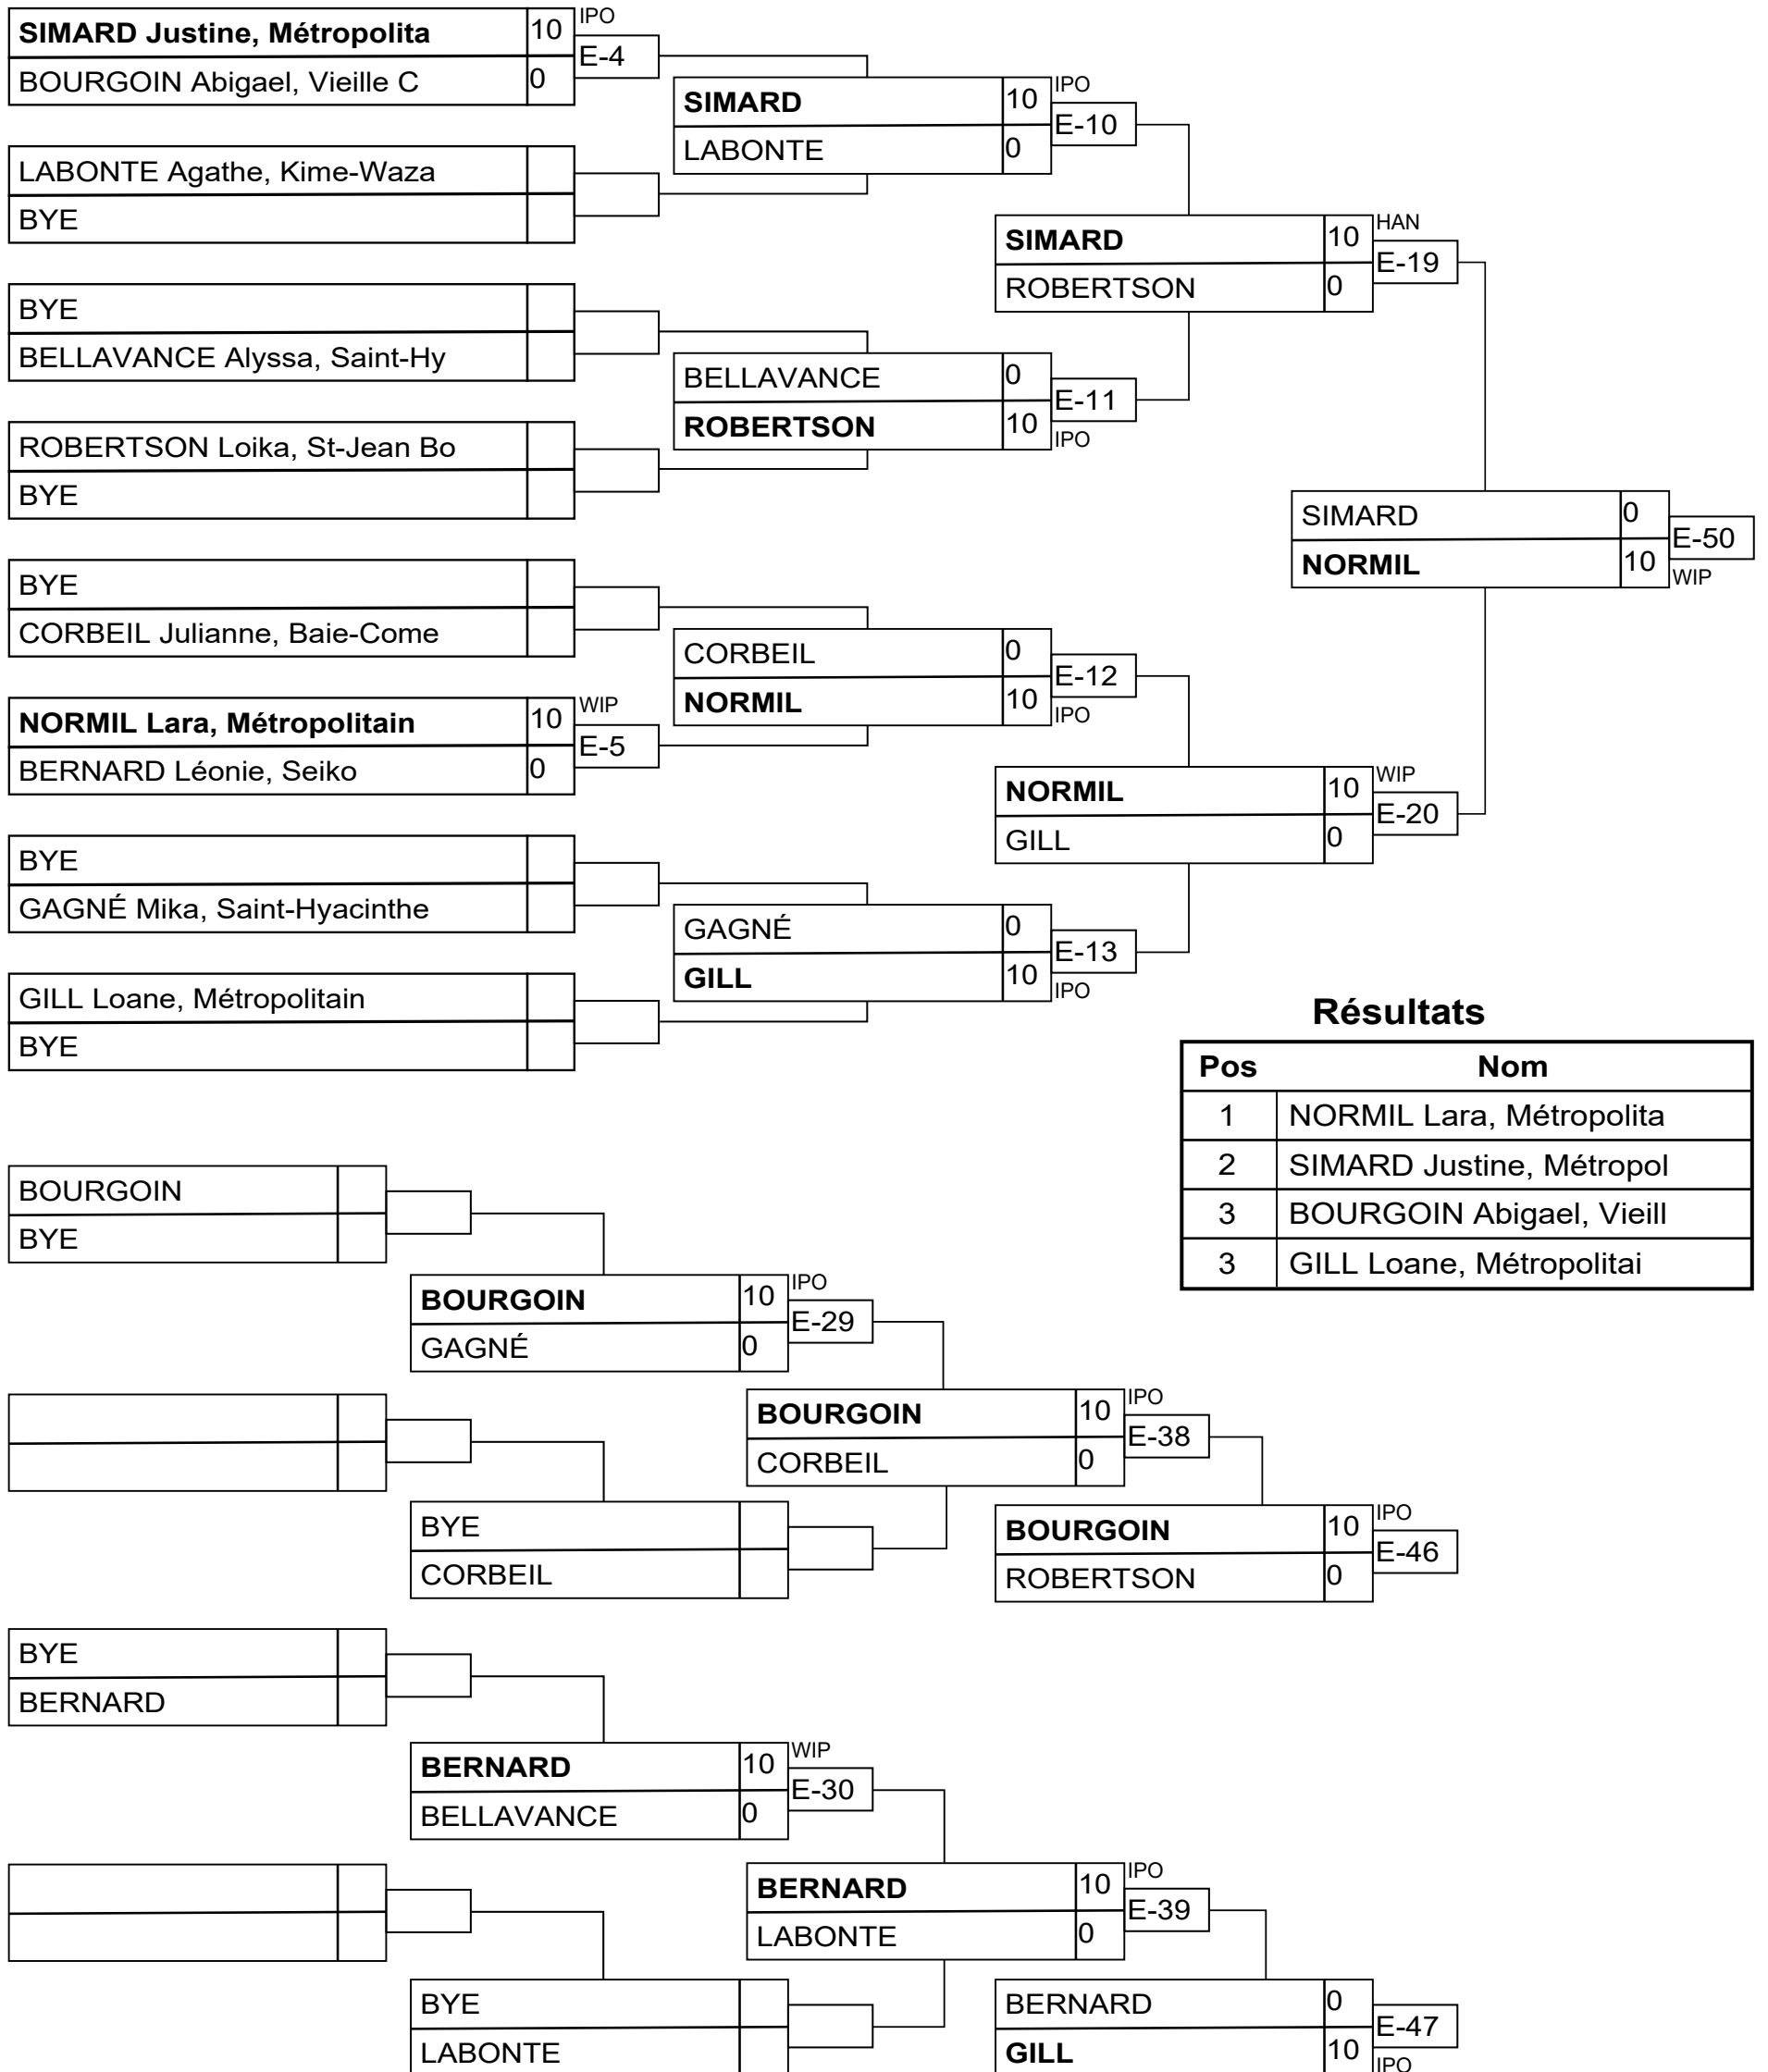 SIMARD Justine, Métropolita 10 IPO
E-4
BOURGOIN Abigael, Vieille C 0
LABONTE Agathe, Kime-Waza
BYE
BYE
BELLAVANCE Alyssa, Saint-Hy
ROBERTSON Loika, St-Jean Bo
BYE
BYE
CORBEIL Julianne, Baie-Come
NORMIL Lara, Métropolitain 10 WIP
E-5
BERNARD Léonie, Seiko 0
BYE
GAGNÉ Mika, Saint-Hyacinthe
GILL Loane, Métropolitain
BYE
SIMARD 10 IPO
E-10
LABONTE 0
BELLAVANCE 0
E-11
ROBERTSON 10 IPO
CORBEIL 0
E-12
NORMIL 10 IPO
GAGNÉ 0
E-13
GILL 10 IPO
SIMARD 10 HAN
E-19
ROBERTSON 0
NORMIL 10 WIP
E-20
GILL 0
SIMARD 0
E-50
NORMIL 10 WIP
Résultats
Pos Nom
1 NORMIL Lara, Métropolita
2 SIMARD Justine, Métropol
3 BOURGOIN Abigael, Vieill
3 GILL Loane, Métropolitai
BOURGOIN
BYE
BOURGOIN 10 IPO
E-29
GAGNÉ 0
BYE
CORBEIL
BOURGOIN 10 IPO
E-38
CORBEIL 0
BOURGOIN 10 IPO
E-46
ROBERTSON 0
BYE
BERNARD
BERNARD 10 WIP
E-30
BELLAVANCE 0
BYE
LABONTE
BERNARD 10 IPO
E-39
LABONTE 0
BERNARD 0
E-47
GILL 10 IPO